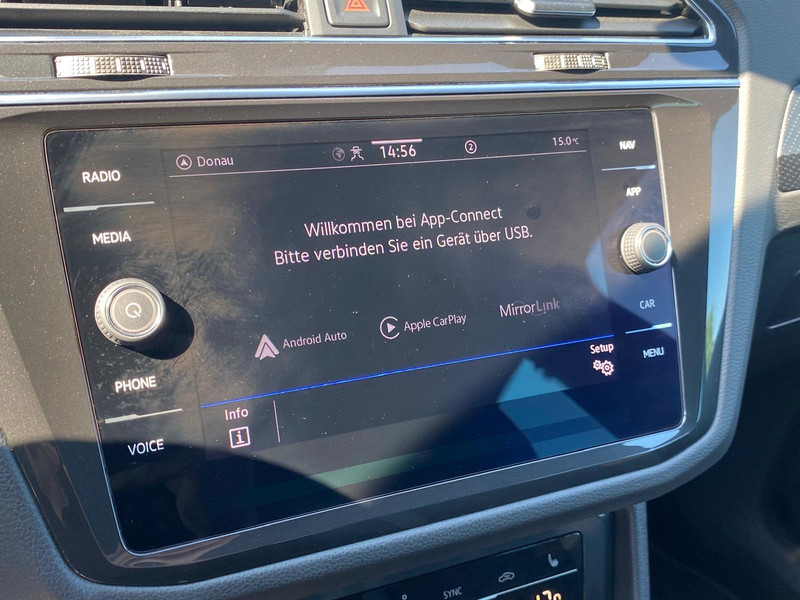 Donau
14:56
2
15.0°C
RADIO
MEDIA
PHONE
VOICE
Willkommen bei App-Connect
Bitte verbinden Sie ein Gerät über USB.
Android Auto
Apple CarPlay
MirrorLink
Setup
Info
NAV
APP
CAR
MENU
SYNC